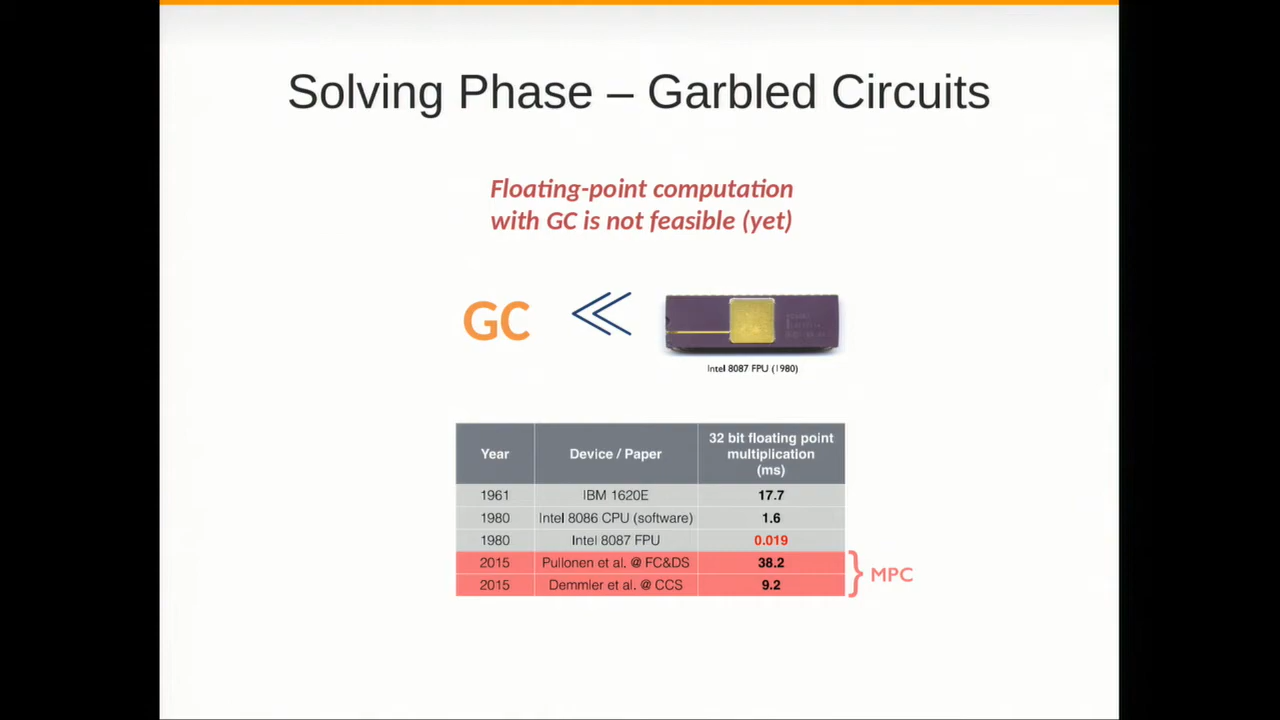 Solving Phase – Garbled Circuits
Floating-point computation
with GC is not feasible (yet)
GC
Intel 8087 FPU (1980)
Year Device / Paper 32 bit floating point multiplication (ms)
1961 IBM 1620E 17.7
1980 Intel 8086 CPU (software) 1.6
1980 Intel 8087 FPU 0.019
2015 Pullonen et al. @ FC&DS 38.2
2015 Demmler et al. @ CCS 9.2
MPC